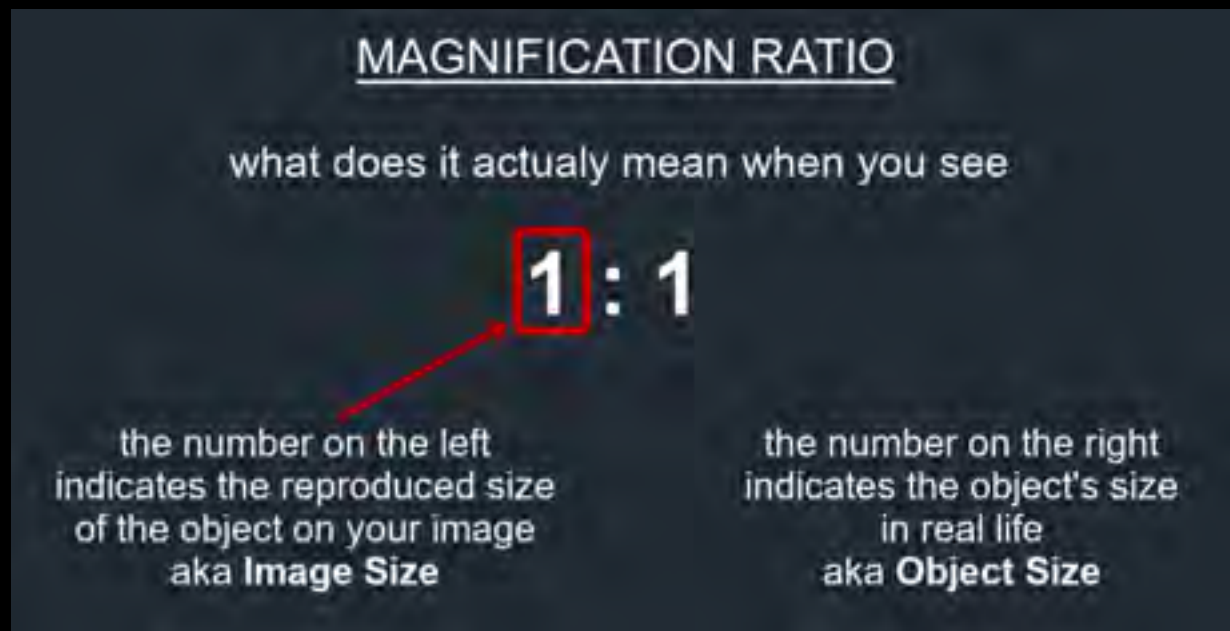 MAGNIFICATION RATIO
what does it actualy mean when you see
1 : 1
the number on the left
indicates the reproduced size
of the object on your image
aka Image Size
the number on the right
indicates the object's size
in real life
aka Object Size